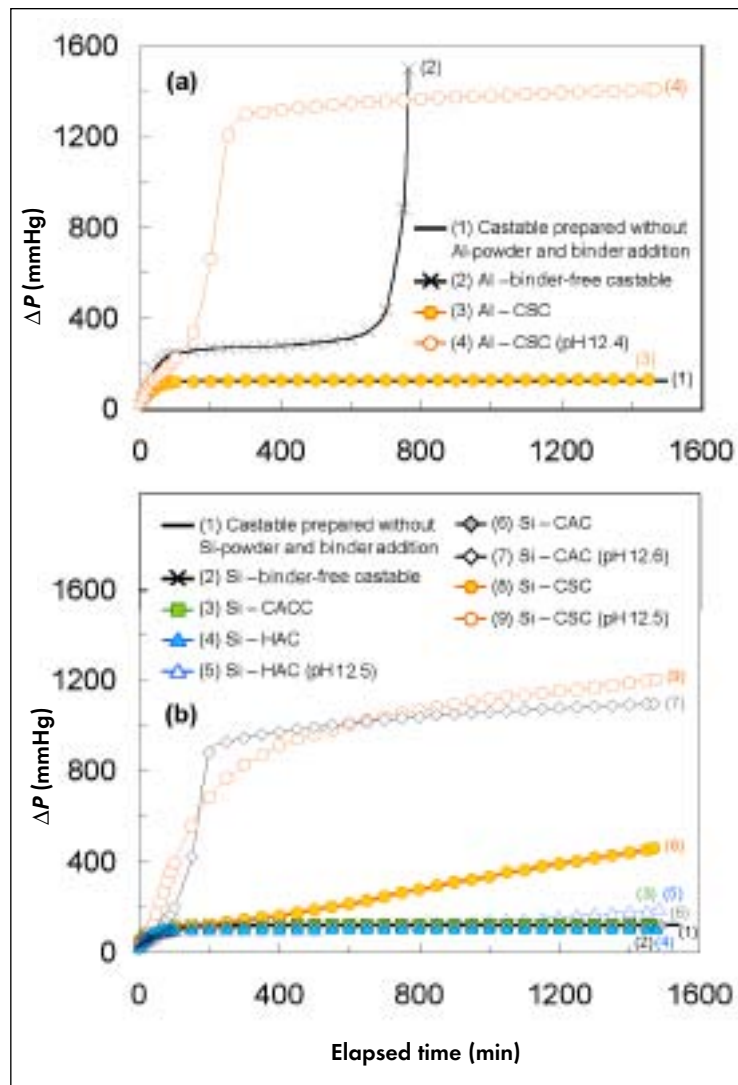 1600
(a)
(2)
(4)
1200
800
(1) Castable prepared without
Al-powder and binder addition
(2) Al –binder-free castable
400
(3) Al – CSC
(4) Al – CSC (pH 12.4)
(3)
(1)
0
ΔP (mmHg)
0 400 800 1200 1600
(1) Castable prepared without
Si-powder and binder addition
(2) Si –binder-free castable
(3) Si – CACC
(4) Si – HAC
(5) Si – HAC (pH 12.5)
(6) Si – CAC
(7) Si – CAC (pH 12.6)
(8) Si – CSC
(9) Si – CSC (pH 12.5)
1600
1200
(9)
(b)
(7)
800
ΔP (mmHg)
400
(3) (5)
(6)
(1)
(2) (4)
0
0 400 800 1200 1600
Elapsed time (min)